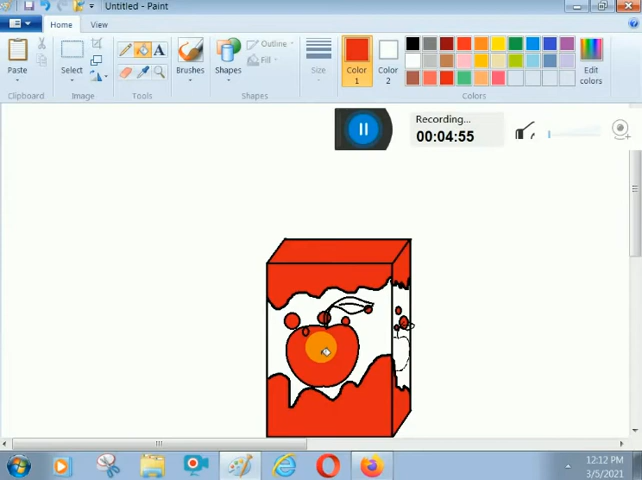 Untitled - Paint
Home View
Paste
Select
Brushes
Shapes
Outline
Fill
Size
Color
1
Color
2
Edit
colors
Clipboard Image Tools Shapes Colors
Recording...
00:04:55
12:12 PM
3/5/2021